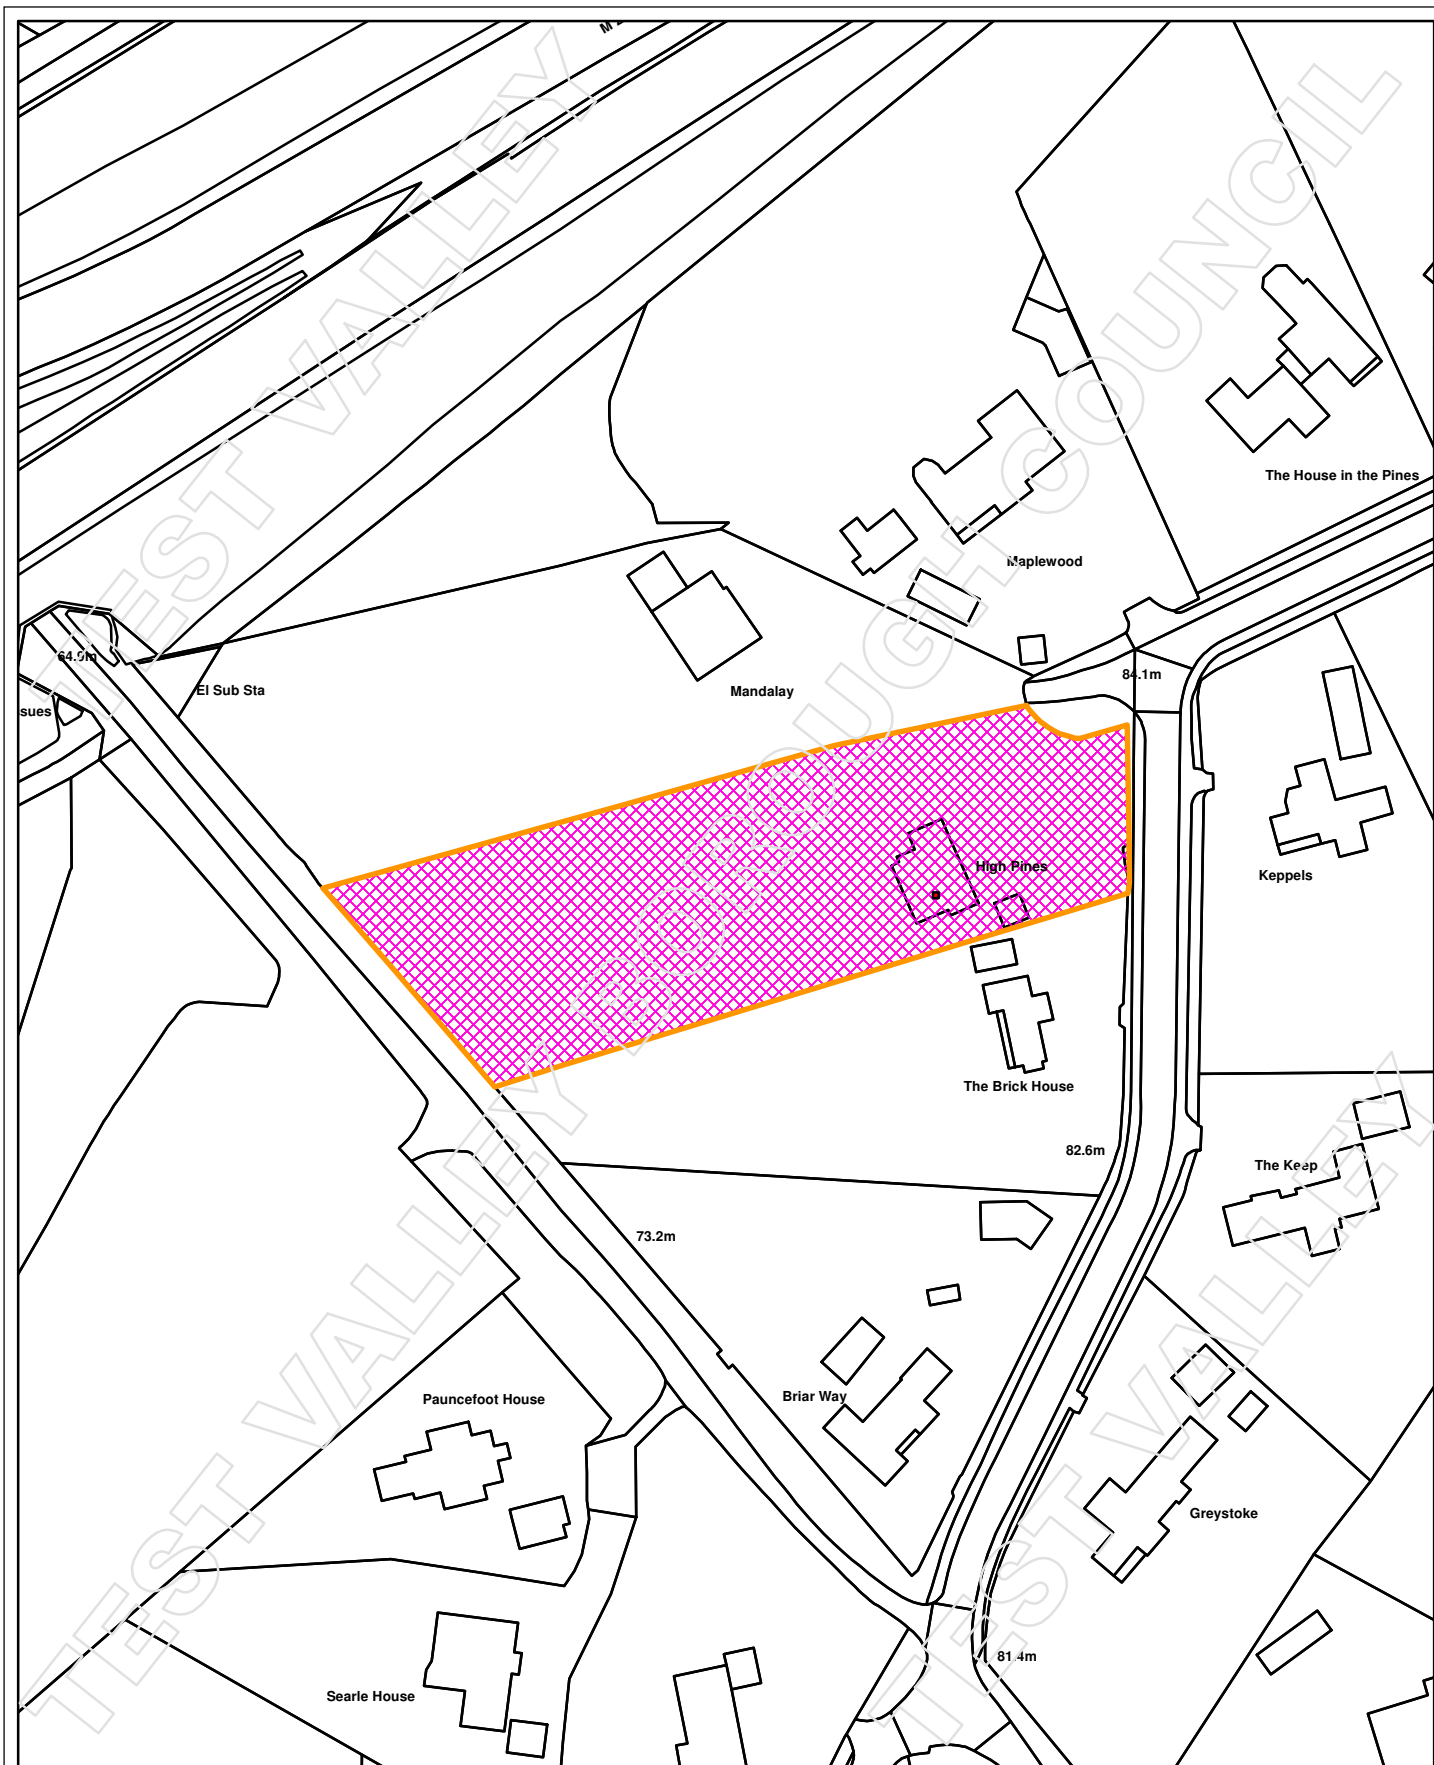 TEST VALLEY BOROUGH COUNCIL
The House in the Pines
Maplewood
64.9m
El Sub Sta
sues
Mandalay
84.1m
High Pines
Keppels
The Brick House
82.6m
The Keep
73.2m
Pauncefoot House
Briar Way
Greystoke
81.4m
Searle House
TEST VALLEY
TEST VALLEY
TEST VALLEY